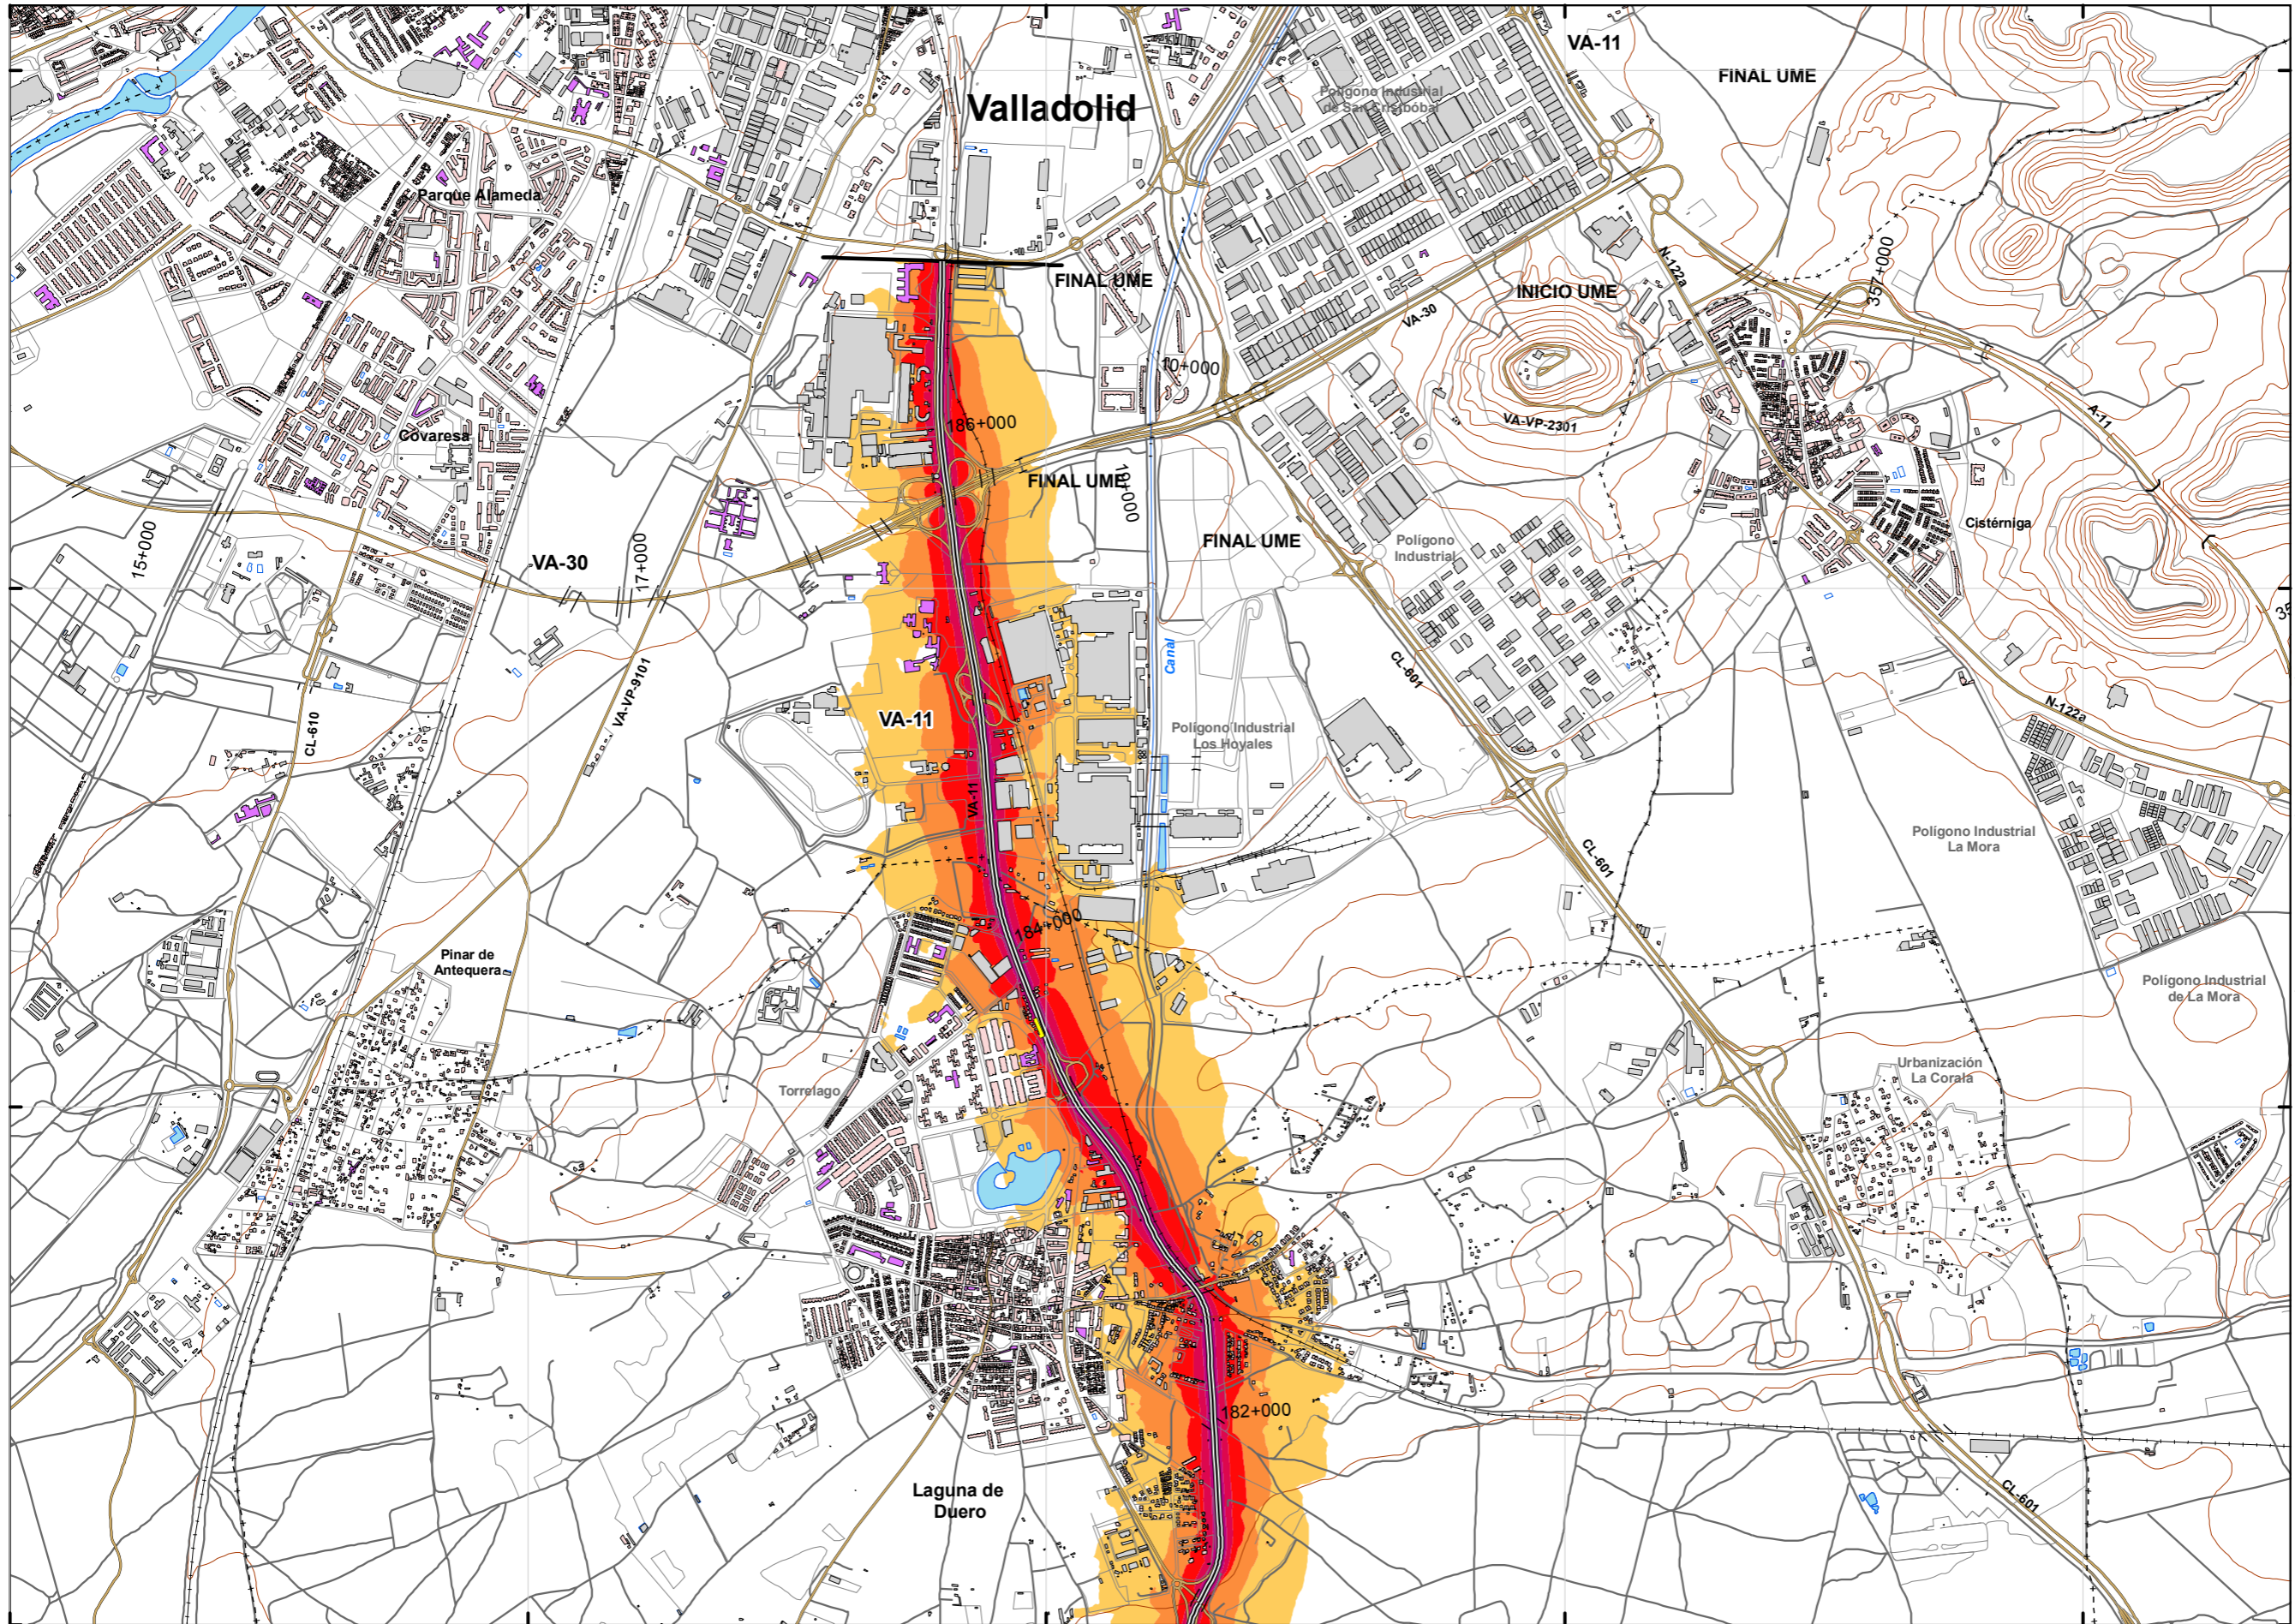 VA-11
FINAL UME
Polígono Industrial
de San Cristbóbal
Valladolid
Parque Alameda
N-122a
357+000
FINAL UME
INICIO UME
VA-30
10+000
VA-VP-2301
A-11
186+000
Covaresa
FINAL UME
Cistérniga
15+000
17+000
VA-30
FINAL UME
Polígono
Industrial
Canal
CL-601
VA-VP-9101
CL-610
VA-11
N-122a
Polígono Industrial
Los Hoyales
VA-11
Polígono Industrial
La Mora
CL-601
184+000
Pinar de
Antequera
Polígono Industrial
de La Mora
Torrelago
Urbanización
La Corala
182+000
Laguna de
Duero
CL-601